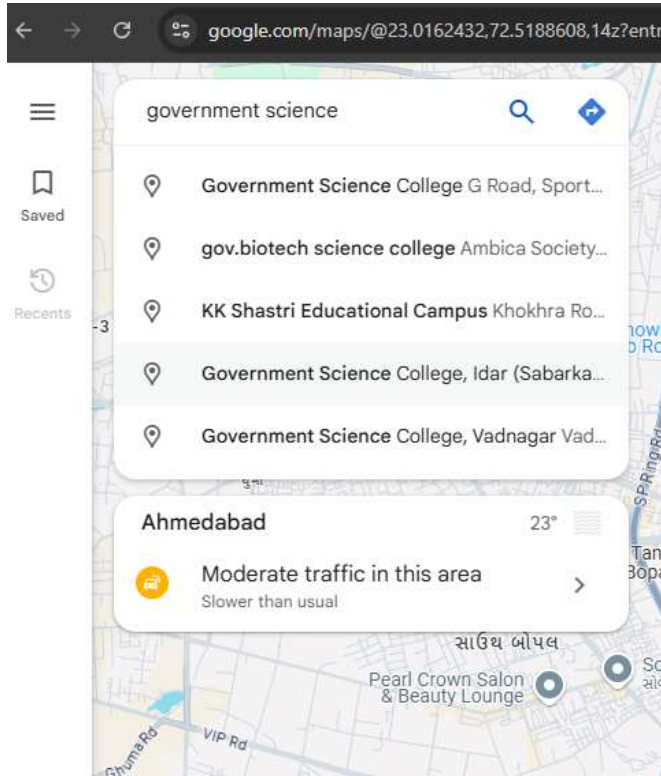 google.com/maps/@23.0162432,72.5188608,14z?entr
government science
Saved
Recents
Government Science College G Road, Sport...
gov.biotech science college Ambica Society...
KK Shastri Educational Campus Khokhra Ro...
Government Science College, Idar (Sabarka...
Government Science College, Vadnagar Vad...
-3
SP Ring Rd
Ahmedabad
23°
Moderate traffic in this area
Slower than usual
સાઉથ બોપલ
Pearl Crown Salon
& Beauty Lounge
VIP Rd
Ghuma Rd